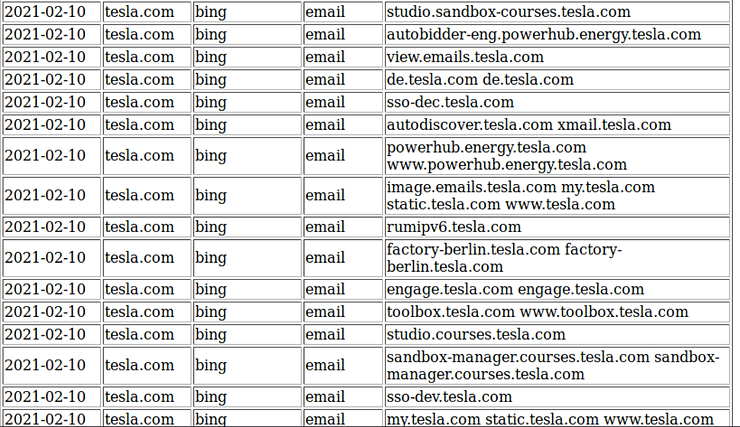 2021-02-10 tesla.com bing email studio.sandbox-courses.tesla.com
2021-02-10 tesla.com bing email autobidder-eng.powerhub.energy.tesla.com
2021-02-10 tesla.com bing email view.emails.tesla.com
2021-02-10 tesla.com bing email de.tesla.com de.tesla.com
2021-02-10 tesla.com bing email sso-dec.tesla.com
2021-02-10 tesla.com bing email autodiscover.tesla.com xmail.tesla.com
2021-02-10 tesla.com bing email powerhub.energy.tesla.com
www.powerhub.energy.tesla.com
2021-02-10 tesla.com bing email image.emails.tesla.com my.tesla.com
static.tesla.com www.tesla.com
2021-02-10 tesla.com bing email rumipv6.tesla.com
2021-02-10 tesla.com bing email factory-berlin.tesla.com factory-
berlin.tesla.com
2021-02-10 tesla.com bing email engage.tesla.com engage.tesla.com
2021-02-10 tesla.com bing email toolbox.tesla.com www.toolbox.tesla.com
2021-02-10 tesla.com bing email studio.courses.tesla.com
2021-02-10 tesla.com bing email sandbox-manager.courses.tesla.com sandbox-
manager.courses.tesla.com
2021-02-10 tesla.com bing email sso-dev.tesla.com
2021-02-10 tesla.com bing email my.tesla.com static.tesla.com www.tesla.com